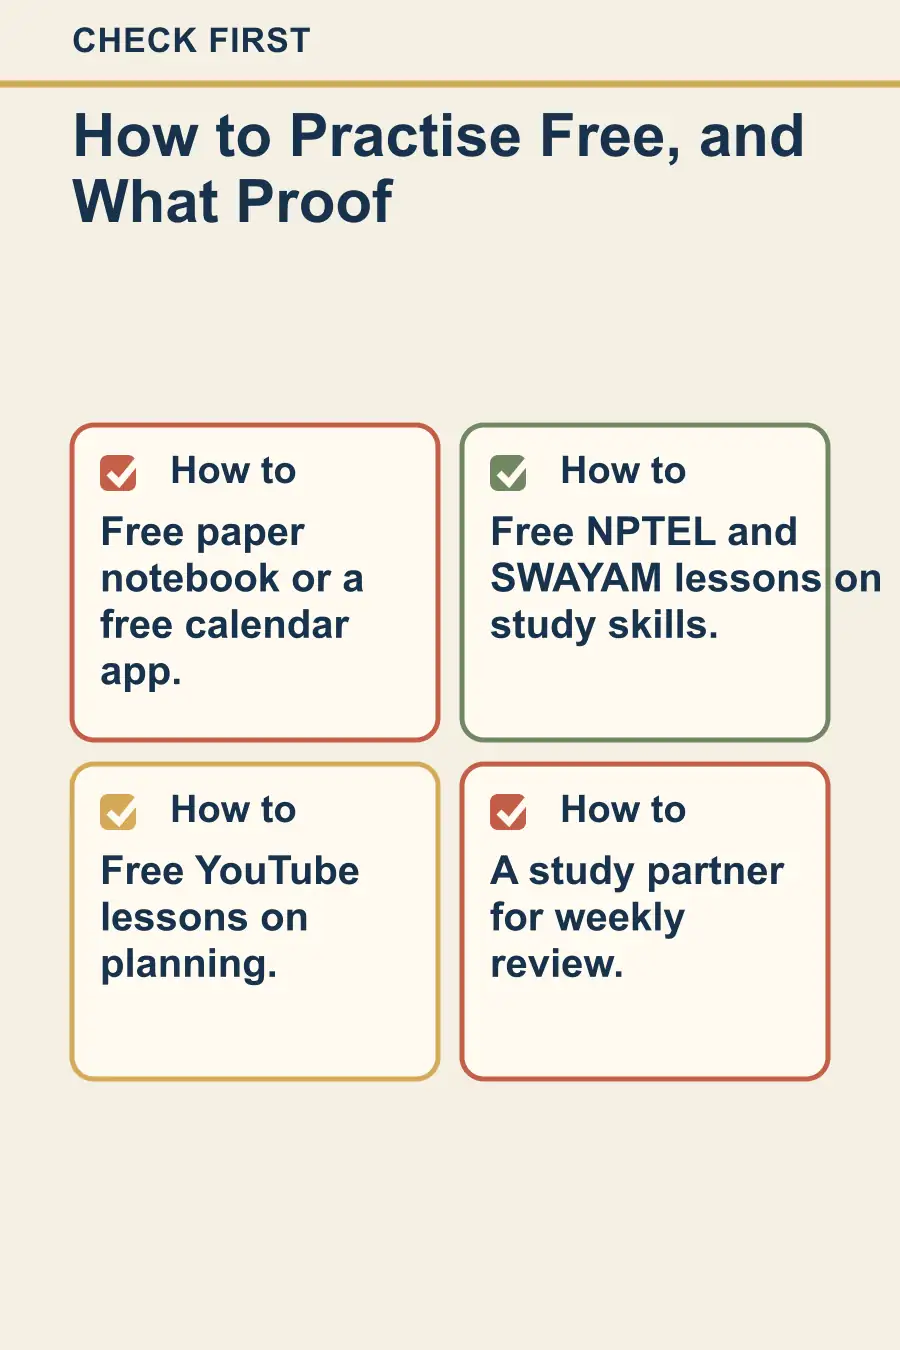 CHECK FIRST
How to Practise Free, and
What Proof
How to
Free paper
notebook or a
free calendar
app.
How to
Free NPTEL and
SWAYAM lessons on
study skills.
How to
Free YouTube
lessons on
planning.
How to
A study partner
for weekly
review.